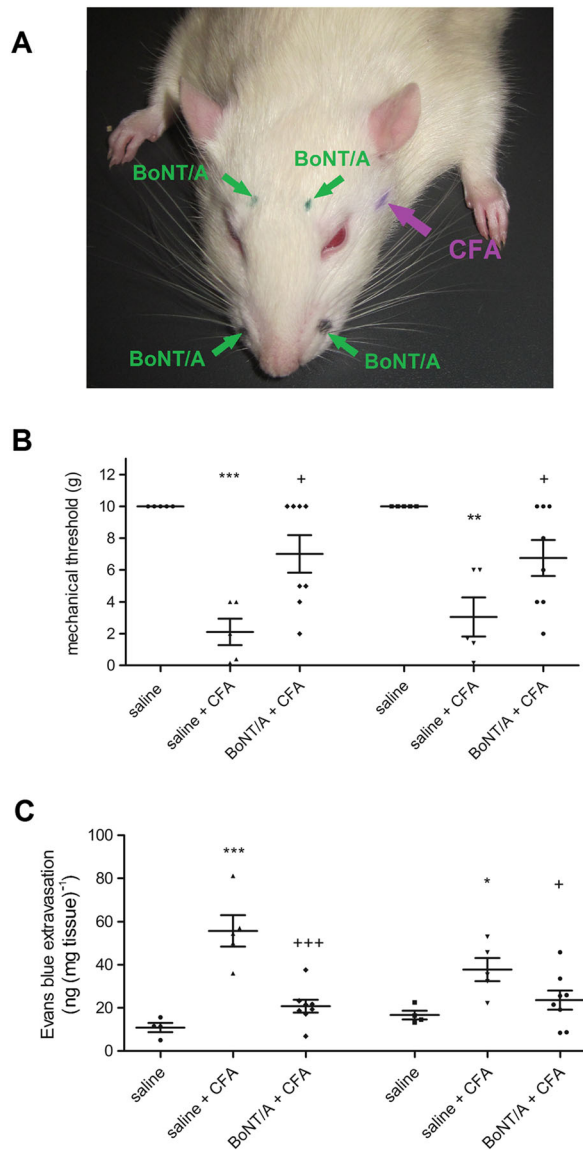 A
BoNT/A
BoNT/A
CFA
BoNT/A
BoNT/A
B
mechanical threshold (g)
12
10
8
6
4
2
0
***
+
**
+
saline
saline + CFA
BoNT/A + CFA
saline
saline + CFA
BoNT/A + CFA
C
Evans blue extravasation
(ng (mg tissue)⁻¹)
100
80
60
40
20
0
***
+++
*
+
saline
saline + CFA
BoNT/A + CFA
saline
saline + CFA
BoNT/A + CFA